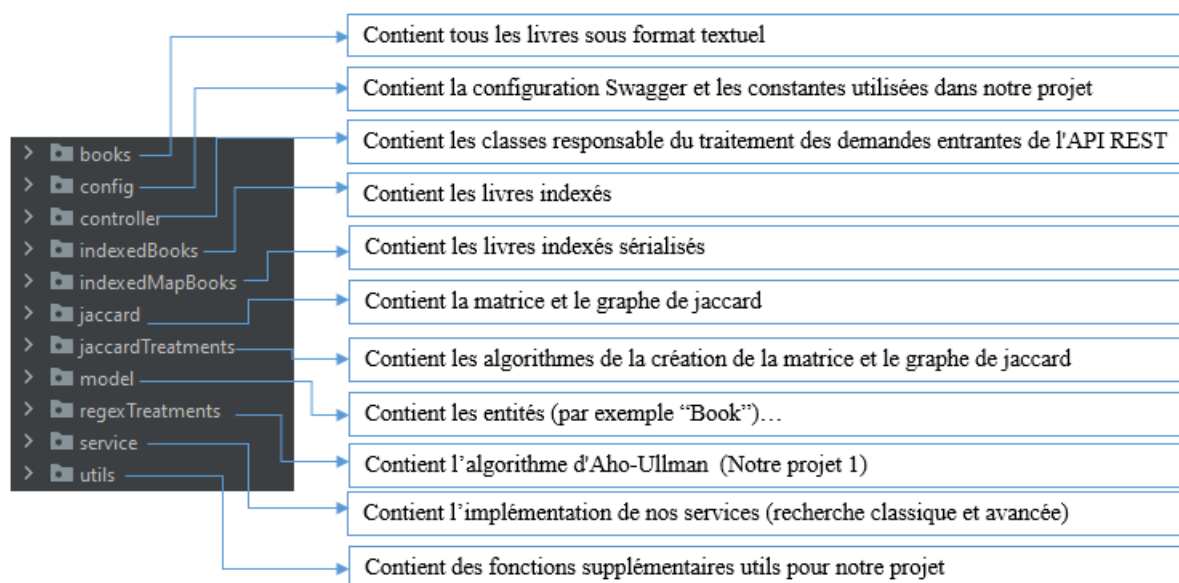 Contient tous les livres sous format textuel
Contient la configuration Swagger et les constantes utilisées dans notre projet
Contient les classes responsable du traitement des demandes entrantes de l'API REST
Contient les livres indexés
Contient les livres indexés sérialisés
Contient la matrice et le graphe de jaccard
Contient les algorithmes de la création de la matrice et le graphe de jaccard
Contient les entités (par exemple “Book”)…
Contient l’algorithme d'Aho-Ullman (Notre projet 1)
Contient l’implémentation de nos services (recherche classique et avancée)
Contient des fonctions supplémentaires utils pour notre projet
books
config
controller
indexedBooks
indexedMapBooks
jaccard
jaccardTreatments
model
regexTreatments
service
utils